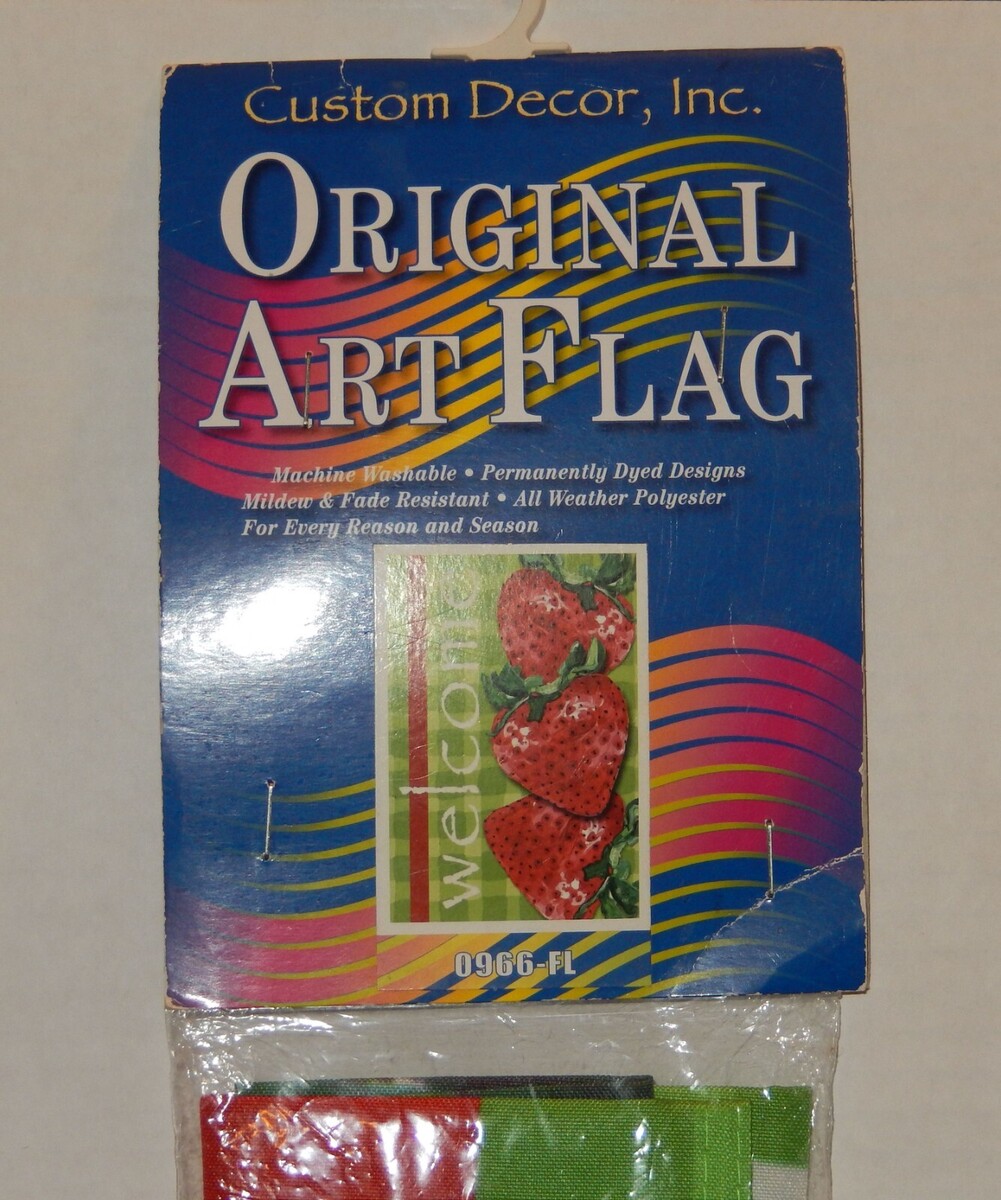 Custom Decor, Inc.
ORIGINAL
ART FLAG
Machine Washable • Permanently Dyed Designs
Mildew & Fade Resistant • All Weather Polyester
For Every Reason and Season
welcome
0966-FL